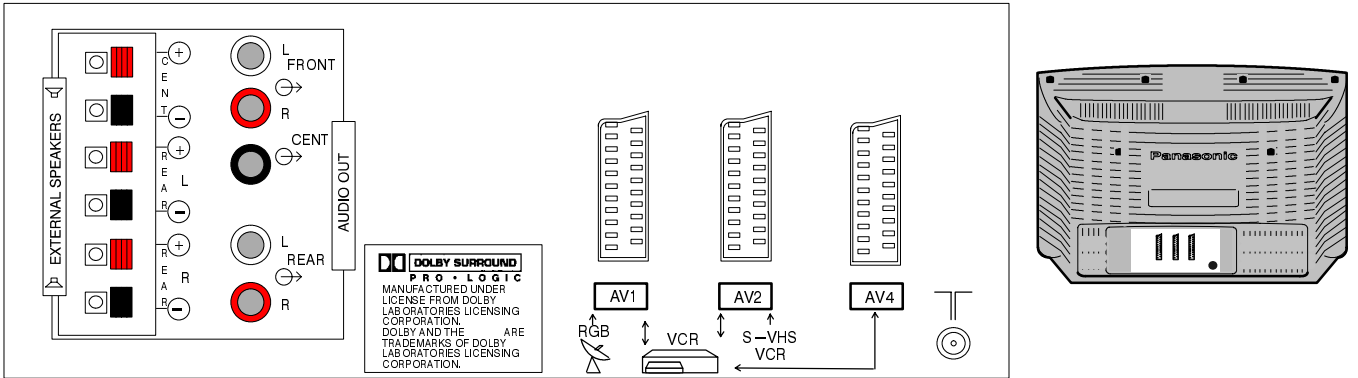 EXTERNAL SPEAKERS
+
CENT
−
+
REAR
L
−
+
REAR
R
−
L
FRONT
R
CENT
L
REAR
R
AUDIO OUT
DOLBY SURROUND
PRO • LOGIC
MANUFACTURED UNDER
LICENSE FROM DOLBY
LABORATORIES LICENSING
CORPORATION.
DOLBY AND THE ARE
TRADEMARKS OF DOLBY
LABORATORIES LICENSING
CORPORATION.
AV1
AV2
AV4
RGB
VCR
S–VHS
VCR
Panasonic